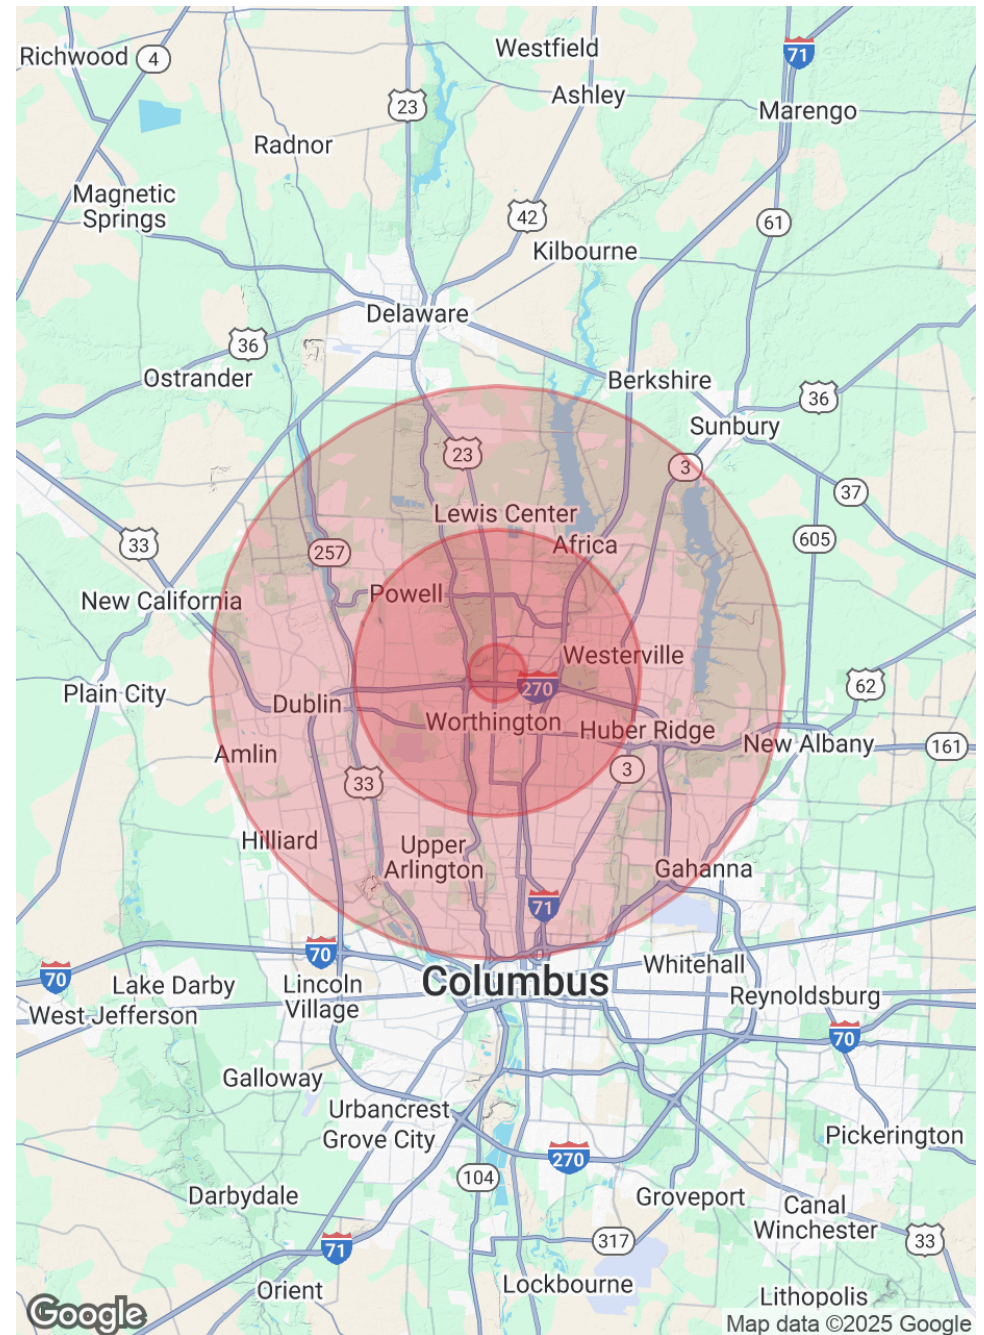 Westfield
Richwood
4
71
Ashley
23
Marengo
Radnor
Magnetic
Springs
42
61
Kilbourne
Delaware
36
Ostrander
Berkshire
36
Sunbury
23
3
37
Lewis Center
33
257
Africa
605
Powell
New California
Westerville
Plain City
270
62
Dublin
Worthington
Huber Ridge
New Albany
161
Amlin
33
3
Hilliard
Upper
Arlington
Gahanna
71
70
Whitehall
70
Lake Darby
Lincoln
Village
Columbus
Reynoldsburg
West Jefferson
70
Galloway
Urbancrest
Grove City
Pickerington
270
104
Darbydale
Groveport
Canal
Winchester
71
317
33
Orient
Lockbourne
Lithopolis
Google
Map data ©2025 Google